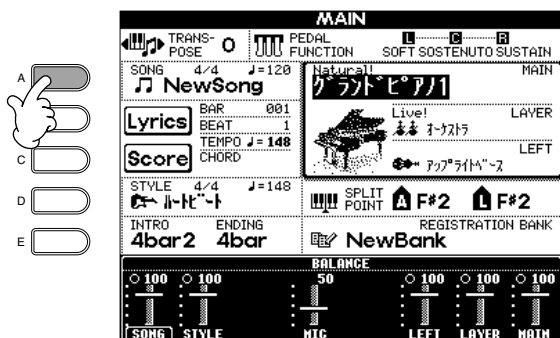 MAIN
TRANS-
POSE 0
PEDAL
FUNCTION
L C R
SOFT SOSTENUTO SUSTAIN
A
C
D
E
SONG 4/4 ♩=120
NewSong
Lyrics
Score
BAR 001
BEAT 1
TEMPO ♩=148
CHORD
Natural! MAIN
グランドピアノ1
Live! LAYER
オーケストラ
LEFT
アップライトベース
STYLE 4/4 ♩=148
8ビート
SPLIT
POINT A F#2 L F#2
INTRO ENDING
4bar2 4bar
REGISTRATION BANK
NewBank
BALANCE
100 100 50 100 100 100
SONG STYLE MIC LEFT LAYER MAIN